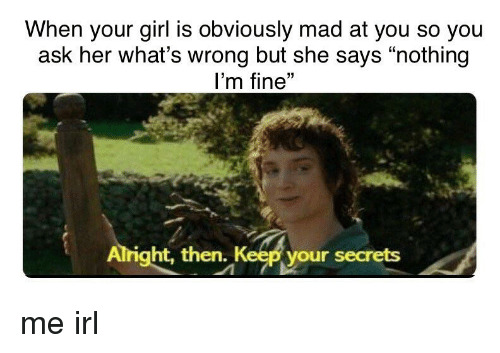 When your girl is obviously mad at you so you
ask her what's wrong but she says “nothing
I'm fine”
Alright, then. Keep your secrets
me irl